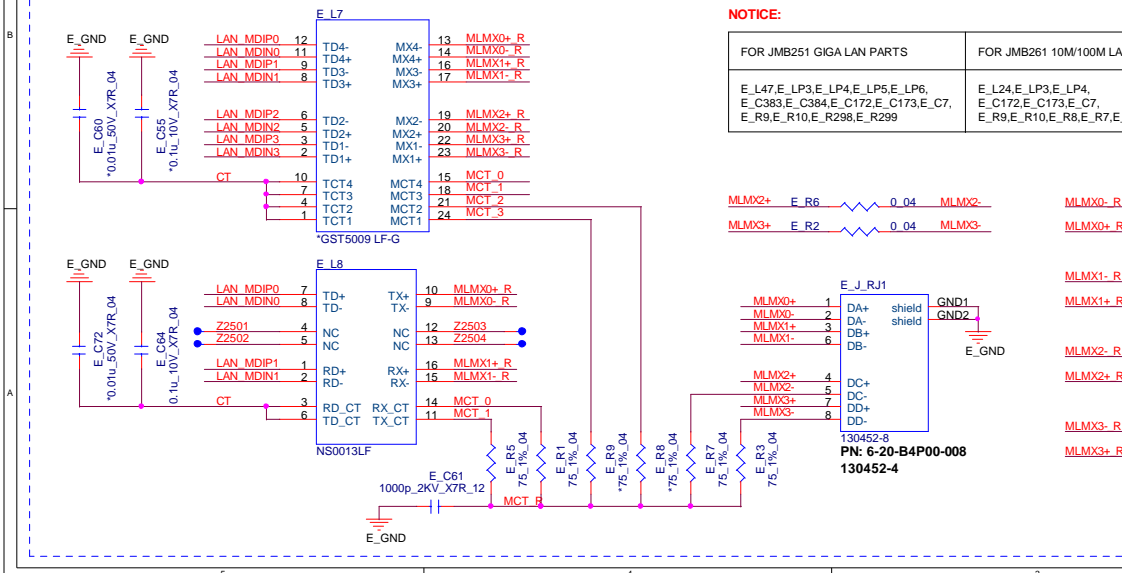 B
A
E_GND
E_GND
E_C60
*0.01u_50V_X7R_04
E_C55
*0.1u_10V_X7R_04
CT
E_L7
LAN_MDIP0 12 TD4- MX4- 13 MLMX0+_R
LAN_MDIN0 11 TD4+ MX4+ 14 MLMX0-_R
LAN_MDIP1 9 TD3- MX3- 16 MLMX1+_R
LAN_MDIN1 8 TD3+ MX3+ 17 MLMX1-_R
LAN_MDIP2 6 TD2- MX2- 19 MLMX2+_R
LAN_MDIN2 5 TD2+ MX2+ 20 MLMX2-_R
LAN_MDIP3 3 TD1- MX1- 22 MLMX3+_R
LAN_MDIN3 2 TD1+ MX1+ 23 MLMX3-_R
10 TCT4 MCT4 15 MCT_0
7 TCT3 MCT3 18 MCT_1
4 TCT2 MCT2 21 MCT_2
1 TCT1 MCT1 24 MCT_3
*GST5009 LF-G
E_GND
E_GND
E_C72
*0.01u_50V_X7R_04
E_C64
0.1u_10V_X7R_04
CT
E_L8
LAN_MDIP0 7 TD+ TX+ 10 MLMX0+_R
LAN_MDIN0 8 TD- TX- 9 MLMX0-_R
Z2501 4 NC NC 12 Z2503
Z2502 5 NC NC 13 Z2504
LAN_MDIP1 1 RD+ RX+ 16 MLMX1+_R
LAN_MDIN1 2 RD- RX- 15 MLMX1-_R
3 RD_CT RX_CT 14 MCT_0
6 TD_CT TX_CT 11 MCT_1
NS0013LF
E_C61
1000p_2KV_X7R_12
E_GND
MCT_R
E_R5
75_1%_04
E_R1
75_1%_04
E_R9
*75_1%_04
E_R8
*75_1%_04
E_R7
75_1%_04
E_R3
75_1%_04
NOTICE:
FOR JMB251 GIGA LAN PARTS
E_L47,E_LP3,E_LP4,E_LP5,E_LP6,
E_C383,E_C384,E_C172,E_C173,E_C7,
E_R9,E_R10,E_R298,E_R299
FOR JMB261 10M/100M LA
E_L24,E_LP3,E_LP4,
E_C172,E_C173,E_C7,
E_R9,E_R10,E_R8,E_R7,E_
MLMX2+ E_R6 0_04 MLMX2-
MLMX3+ E_R2 0_04 MLMX3-
E_J_RJ1
MLMX0+ 1 DA+ shield GND1
MLMX0- 2 DA- shield GND2
MLMX1+ 3 DB+
MLMX1- 6 DB-
E_GND
MLMX2+ 4 DC+
MLMX2- 5 DC-
MLMX3+ 7 DD+
MLMX3- 8 DD-
130452-8
PN: 6-20-B4P00-008
130452-4
MLMX0-_R
MLMX0+_R
MLMX1-_R
MLMX1+_R
MLMX2-_R
MLMX2+_R
MLMX3-_R
MLMX3+_R